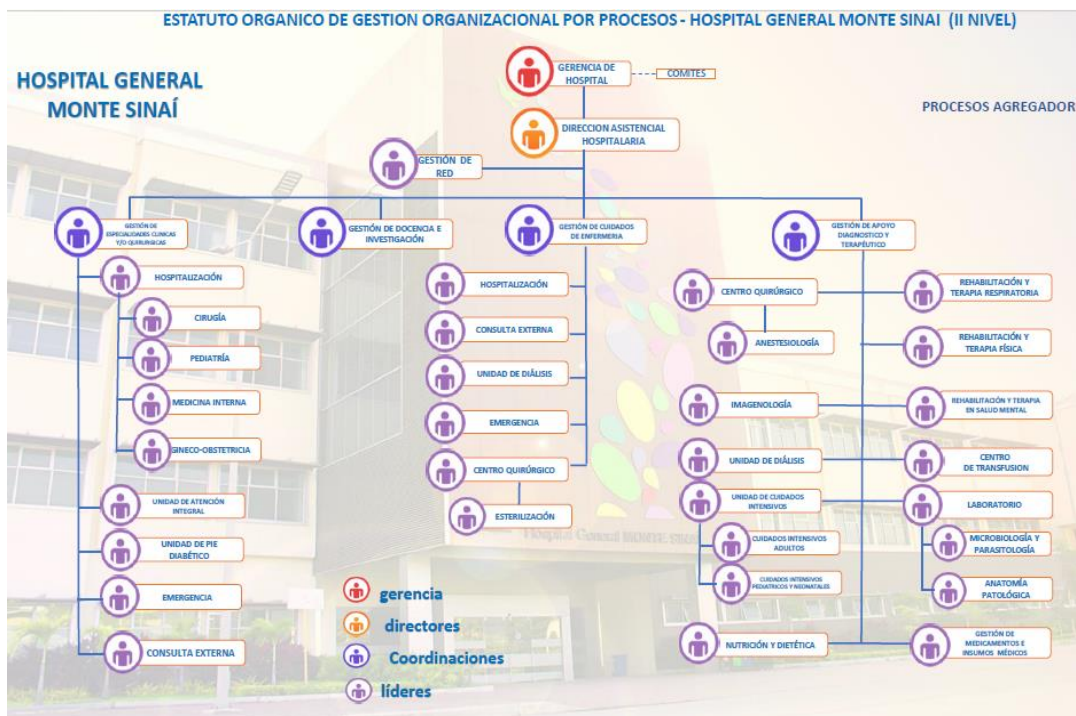 ESTATUTO ORGANICO DE GESTION ORGANIZACIONAL POR PROCESOS - HOSPITAL GENERAL MONTE SINAI (II NIVEL)
HOSPITAL GENERAL
MONTE SINAÍ
GERENCIA DE
HOSPITAL
COMITES
PROCESOS AGREGADOR
DIRECCION ASISTENCIAL
HOSPITALARIA
GESTIÓN DE
RED
GESTIÓN DE
ESPECIALIDADES CLINICAS
Y/O QUIRUNGICAS
GESTIÓN DE DOCENCIA E
INVESTIGACIÓN
GESTIÓN DE CUIDADOS
DE ENFERMERIA
GESTIÓN DE APOYO
DIAGNOSTICO Y
TERAPÉUTICO
HOSPITALIZACIÓN
CIRUGÍA
PEDIATRÍA
MEDICINA INTERNA
GINECO-OBSTETRICIA
UNIDAD DE ATENCIÓN
INTEGRAL
UNIDAD DE PIE
DIABÉTICO
EMERGENCIA
CONSULTA EXTERNA
HOSPITALIZACIÓN
CONSULTA EXTERNA
UNIDAD DE DIÁLISIS
EMERGENCIA
CENTRO QUIRÚRGICO
ESTERILIZACIÓN
CENTRO QUIRÚRGICO
ANESTESIOLOGÍA
IMAGENOLOGÍA
UNIDAD DE DIÁLISIS
UNIDAD DE CUIDADOS
INTENSIVOS
CUIDADOS INTENSIVOS
ADULTOS
CUIDADOS INTENSIVOS
PEDIATRICOS Y NEONATALES
NUTRICIÓN Y DIETÉTICA
REHABILITACIÓN Y
TERAPIA RESPIRATORIA
REHABILITACIÓN Y
TERAPIA FÍSICA
REHABILITACIÓN Y TERAPIA
EN SALUD MENTAL
CENTRO
DE TRANSFUSION
LABORATORIO
MICROBIOLOGÍA Y
PARASITOLOGÍA
ANATOMÍA
PATOLÓGICA
GESTIÓN DE
MEDICAMENTOS E
INSUMOS MÉDICOS
Hospital General MONTE SINAI
gerencia
directores
Coordinaciones
líderes